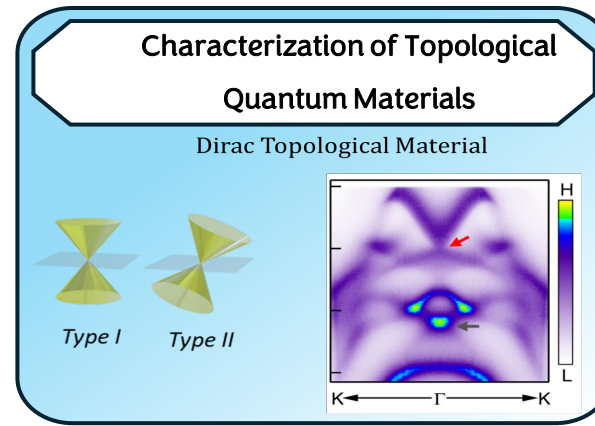 Characterization of Topological
Quantum Materials
Dirac Topological Material
Type I
Type II
H
L
K
Γ
K